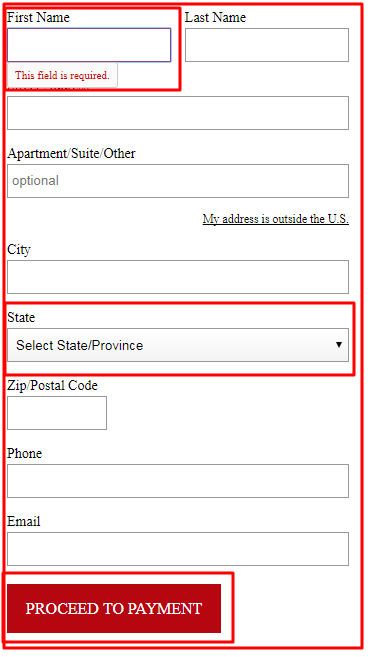 First Name Last Name
This field is required.
Apartment/Suite/Other
optional
My address is outside the U.S.
City
State
Select State/Province
Zip/Postal Code
Phone
Email
PROCEED TO PAYMENT